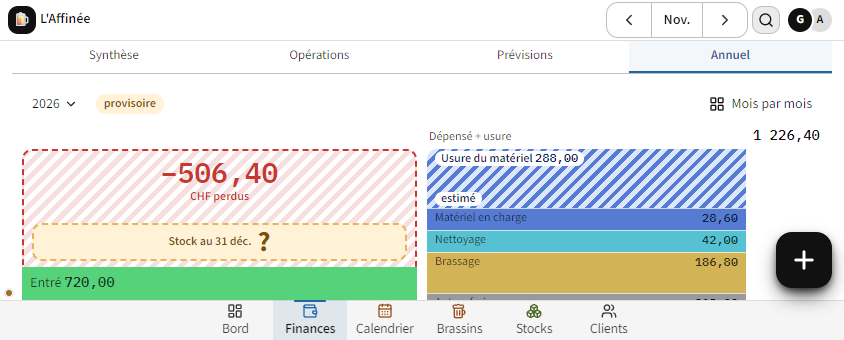 L'Affinée
Nov.
G A
Synthèse Opérations Prévisions Annuel
2026 provisoire Mois par mois
Dépensé + usure 1 226,40
–506,40
CHF perdus
Stock au 31 déc. ?
Entré 720,00
Usure du matériel 288,00
estimé
Matériel en charge 28,60
Nettoyage 42,00
Brassage 186,80
Bord Finances Calendrier Brassins Stocks Clients